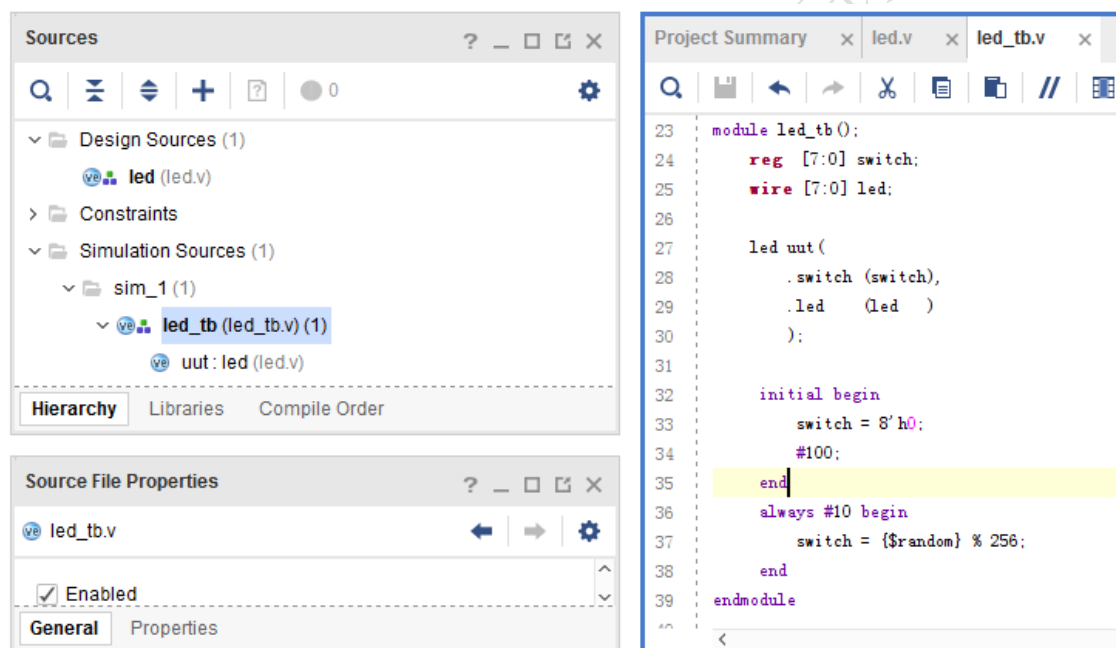 Sources
? 0
Design Sources (1)
led (led.v)
Constraints
Simulation Sources (1)
sim_1 (1)
led_tb (led_tb.v) (1)
uut : led (led.v)
Hierarchy Libraries Compile Order
Source File Properties
led_tb.v
Enabled
General Properties
Project Summary led.v led_tb.v
23 module led_tb();
24 reg [7:0] switch;
25 wire [7:0] led;
26
27 led uut(
28 .switch (switch),
29 .led (led )
30 );
31
32 initial begin
33 switch = 8'h0;
34 #100;
35 end
36 always #10 begin
37 switch = {$random} % 256;
38 end
39 endmodule